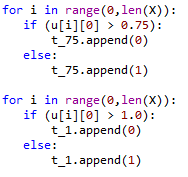 for i in range(0,len(X)):
    if (u[i][0] > 0.75):
        t_75.append(0)
    else:
        t_75.append(1)

for i in range(0,len(X)):
    if (u[i][0] > 1.0):
        t_1.append(0)
    else:
        t_1.append(1)